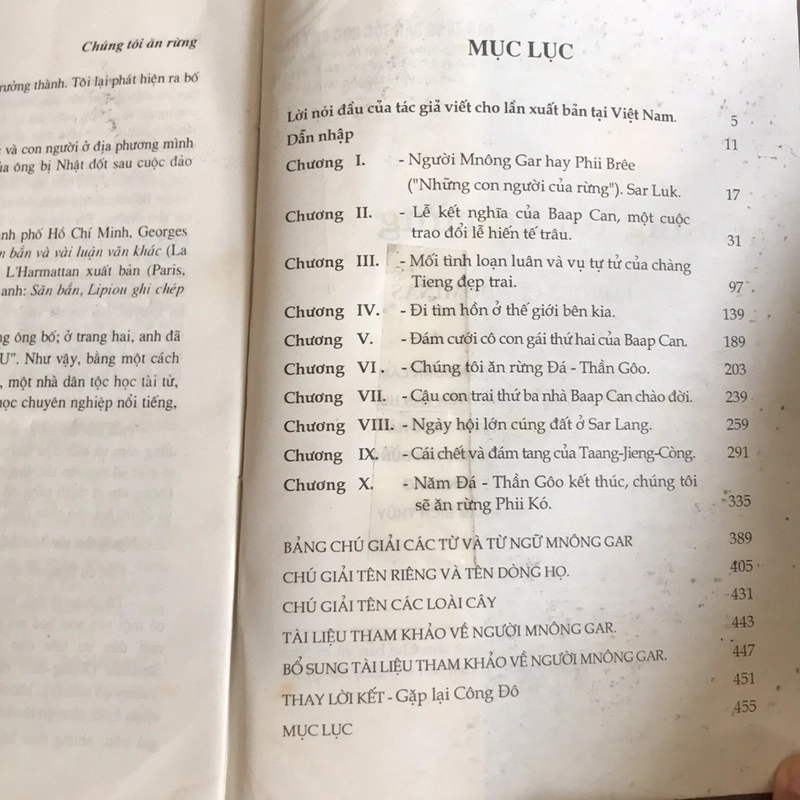 Chúng tôi ăn rừng
rưởng thành. Tôi lại phát hiện ra bố
và con người ở địa phương mình
ủa ông bị Nhật đốt sau cuộc đảo
ành phố Hồ Chí Minh, Georges
n bắn và vài luận văn khác (La
L'Harmattan xuất bản (Paris,
anh: Săn bắn, Lipiou ghi chép
ng ông bố; ở trang hai, anh đã
U". Như vậy, bằng một cách
, một nhà dân tộc học tài tử,
học chuyên nghiệp nổi tiếng,
MỤC LỤC
Lời nói đầu của tác giả viết cho lần xuất bản tại Việt Nam. 5
Dẫn nhập 11
Chương I. - Người Mnông Gar hay Phii Brêe
("Những con người của rừng"). Sar Luk. 17
Chương II. - Lễ kết nghĩa của Baap Can, một cuộc
trao đổi lễ hiến tế trâu. 31
Chương III. - Mối tình loạn luân và vụ tự tử của chàng
Tieng đẹp trai. 97
Chương IV. - Đi tìm hồn ở thế giới bên kia. 139
Chương V. - Đám cưới cô con gái thứ hai của Baap Can. 189
Chương VI. - Chúng tôi ăn rừng Đá - Thần Gôo. 203
Chương VII. - Cậu con trai thứ ba nhà Baap Can chào đời. 239
Chương VIII. - Ngày hội lớn cúng đất ở Sar Lang. 259
Chương IX. - Cái chết và đám tang của Taang-Jieng-Còng. 291
Chương X. - Năm Đá - Thần Gôo kết thúc, chúng tôi
sẽ ăn rừng Phii Kó. 335
BẢNG CHÚ GIẢI CÁC TỪ VÀ TỪ NGỮ MNÔNG GAR 389
CHÚ GIẢI TÊN RIÊNG VÀ TÊN DÒNG HỌ. 405
CHÚ GIẢI TÊN CÁC LOÀI CÂY 431
TÀI LIỆU THAM KHẢO VỀ NGƯỜI MNÔNG GAR. 443
BỔ SUNG TÀI LIỆU THAM KHẢO VỀ NGƯỜI MNÔNG GAR. 447
THAY LỜI KẾT - Gặp lại Công Đô 451
MỤC LỤC 455